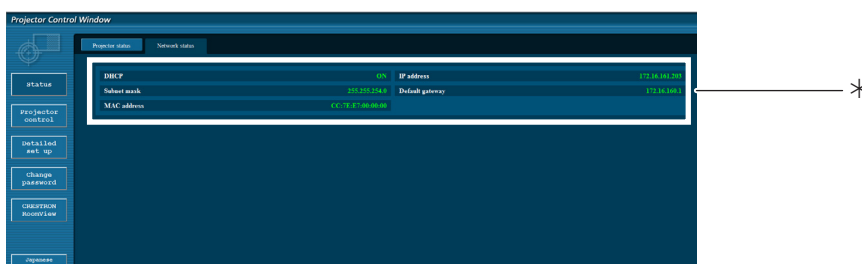 Projector Control Window
Projector status Network status
DHCP ON IP address 172.16.161.203
Subnet mask 255.255.254.0 Default gateway 172.16.160.1
MAC address CC:7E:E7:00:00:00
Status
Projector
control
Detailed
set up
Change
password
CRESTRON
RoomView
Japanese
*